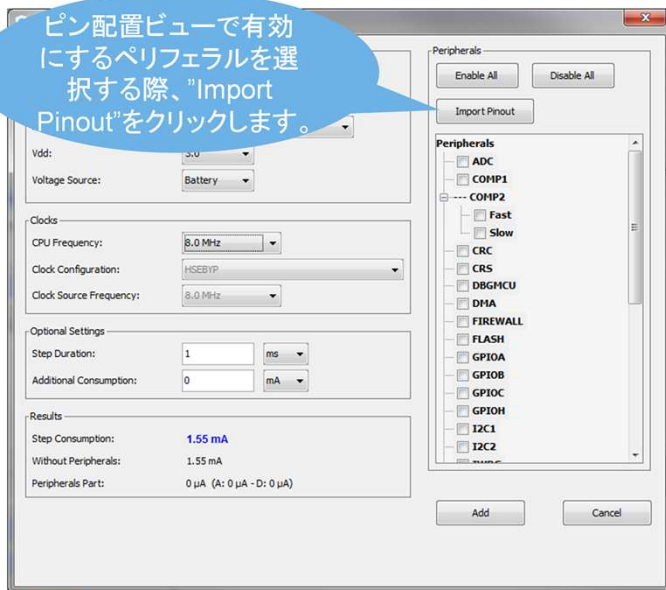 ピン配置ビューで有効
にするペリフェラルを選
択する際、"Import
Pinout"をクリックします。
Vdd:
3.0
Voltage Source:
Battery
Clocks
CPU Frequency:
8.0 MHz
Clock Configuration:
HSEBYP
Clock Source Frequency:
8.0 MHz
Optional Settings
Step Duration:
1
ms
Additional Consumption:
0
mA
Results
Step Consumption:
1.55 mA
Without Peripherals:
1.55 mA
Peripherals Part:
0 µA (A: 0 µA - D: 0 µA)
Peripherals
Enable All
Disable All
Import Pinout
Peripherals
ADC
COMP1
COMP2
Fast
Slow
CRC
CRS
DBGMCU
DMA
FIREWALL
FLASH
GPIOA
GPIOB
GPIOC
GPIOH
I2C1
I2C2
Add
Cancel